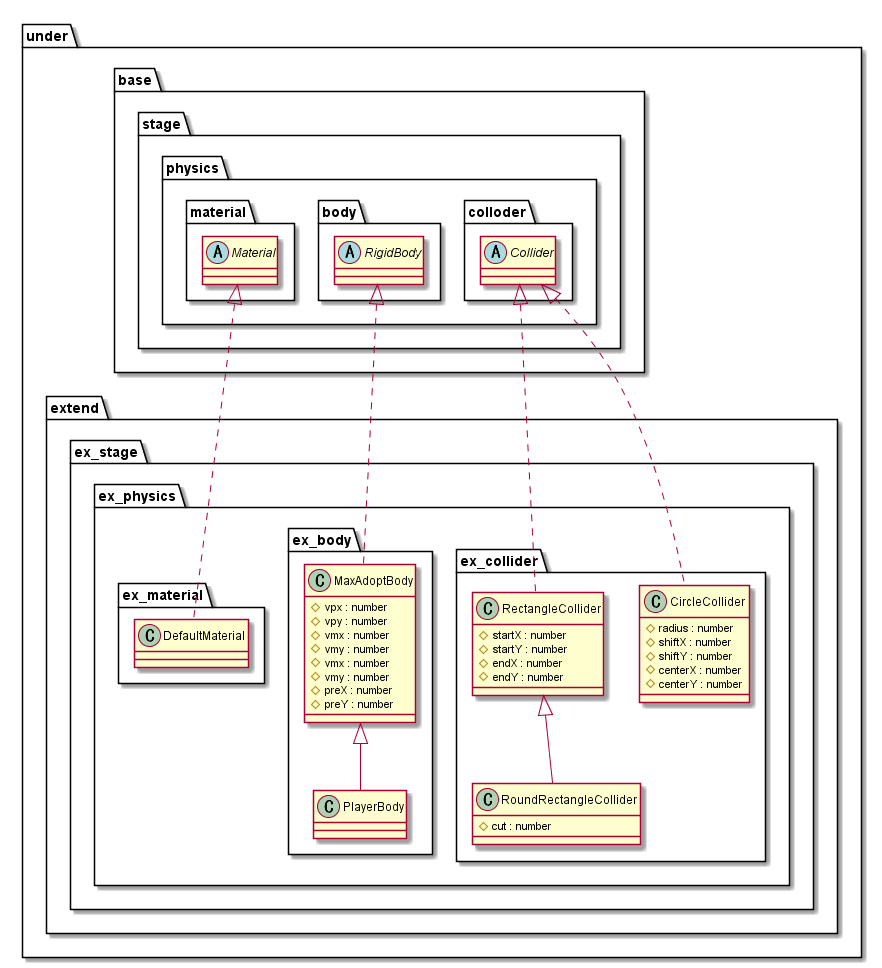 under
base
stage
physics
material
body
colloder
A Material
A RigidBody
A Collider
extend
ex_stage
ex_physics
ex_body
ex_collider
ex_material
C MaxAdoptBody
vpx : number
vpy : number
vmx : number
vmy : number
vmx : number
vmy : number
preX : number
preY : number
C RectangleCollider
startX : number
startY : number
endX : number
endY : number
C CircleCollider
radius : number
shiftX : number
shiftY : number
centerX : number
centerY : number
C DefaultMaterial
C PlayerBody
C RoundRectangleCollider
cut : number